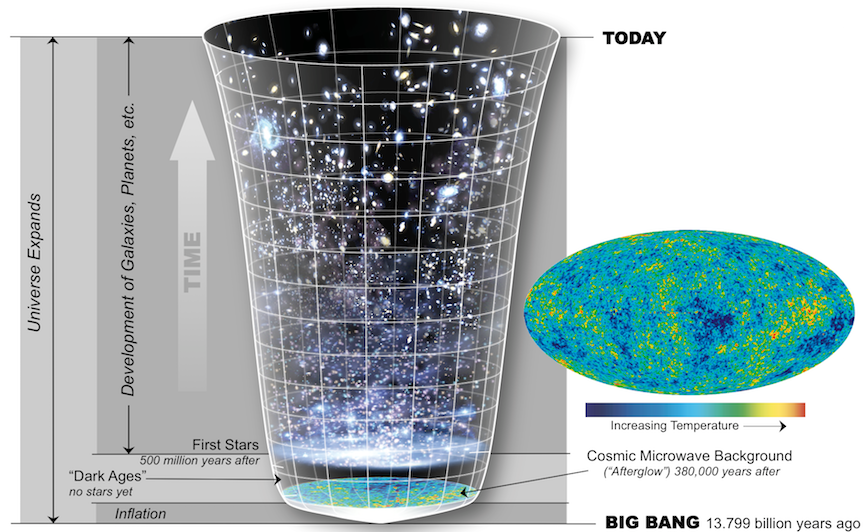 TODAY
Universe Expands
Development of Galaxies, Planets, etc.
TIME
Increasing Temperature
First Stars
500 million years after
"Dark Ages"
no stars yet
Inflation
Cosmic Microwave Background
("Afterglow") 380,000 years after
BIG BANG 13.799 billion years ago